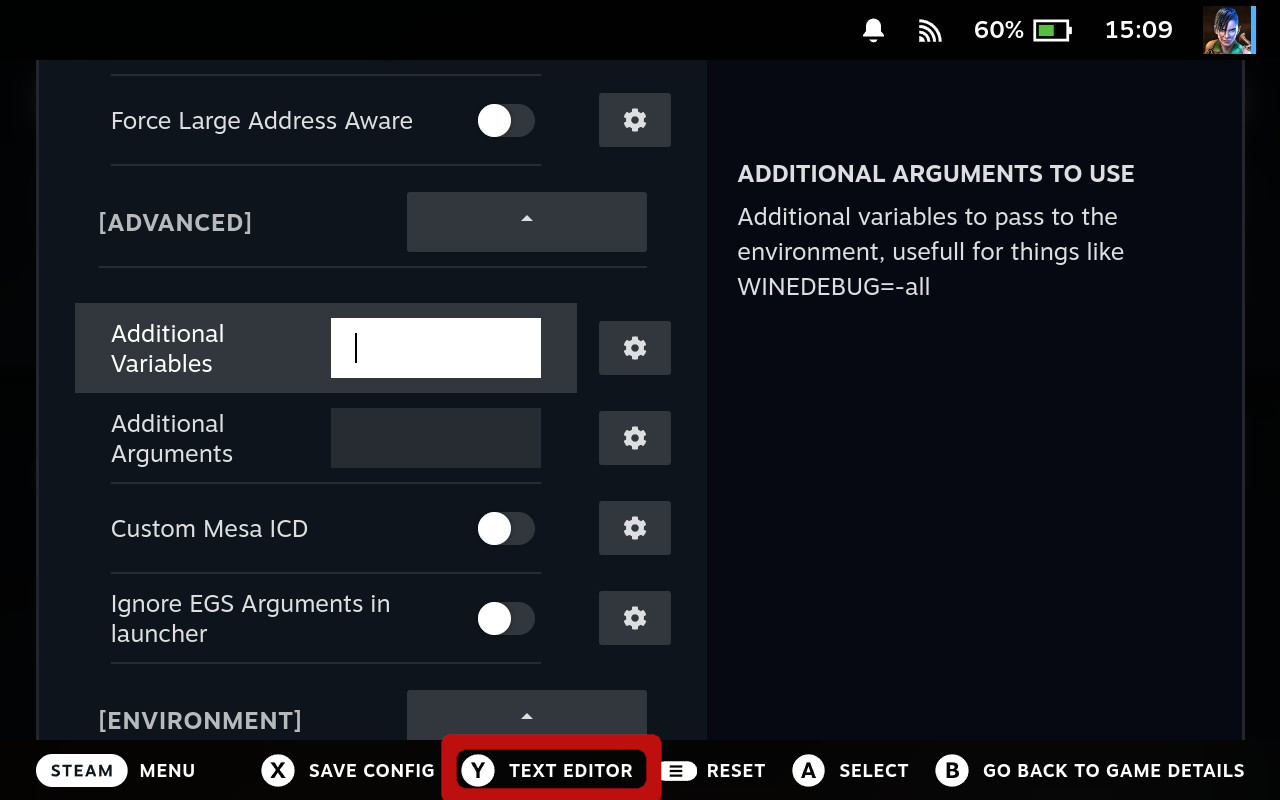 60% 15:09
Force Large Address Aware
[ADVANCED]
Additional
Variables
Additional
Arguments
Custom Mesa ICD
Ignore EGS Arguments in
launcher
[ENVIRONMENT]
ADDITIONAL ARGUMENTS TO USE
Additional variables to pass to the
environment, usefull for things like
WINEDEBUG=-all
STEAM MENU X SAVE CONFIG Y TEXT EDITOR RESET A SELECT B GO BACK TO GAME DETAILS